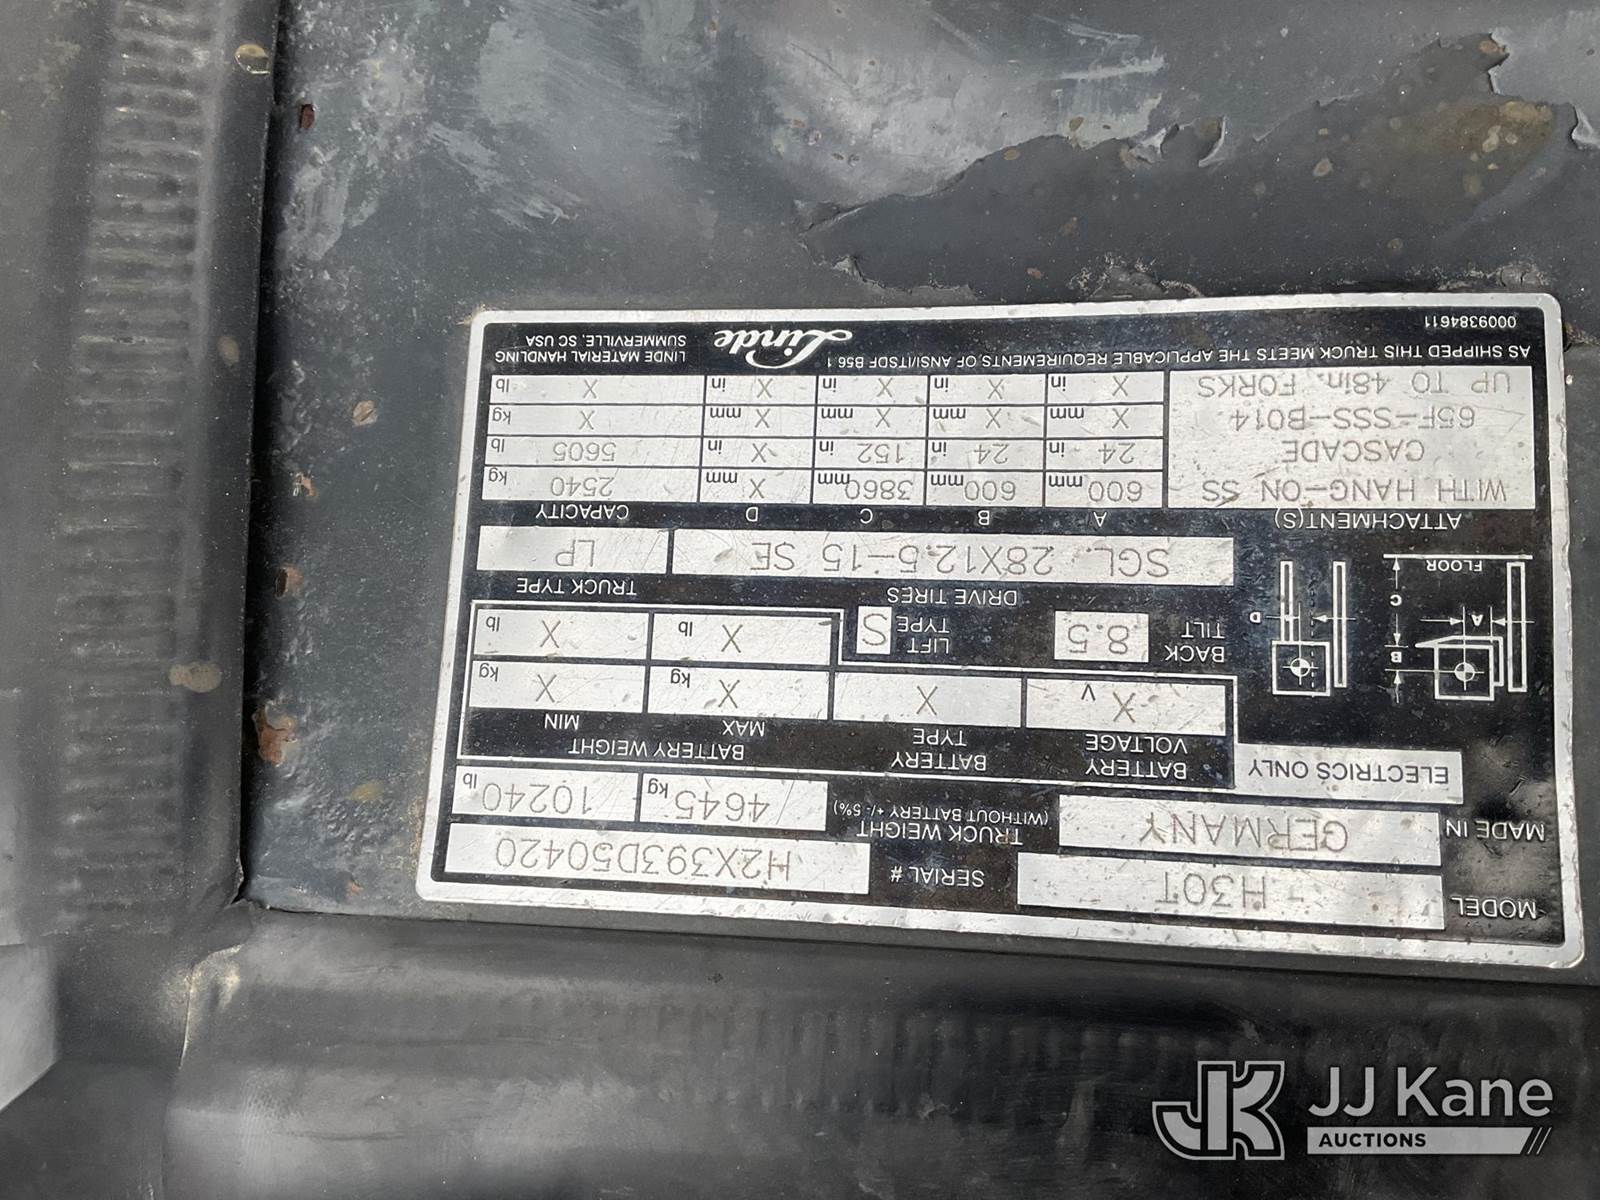 MODEL H30T SERIAL # H2X393D50420
MADE IN GERMANY TRUCK WEIGHT (WITHOUT BATTERY +/- 5%) 4645 kg 10240 lb
ELECTRICS ONLY
BATTERY VOLTAGE BATTERY TYPE BATTERY WEIGHT
MAX MIN
X V X X kg X kg
X lb X lb
BACK TILT 8.5 LIFT TYPE S
DRIVE TIRES TRUCK TYPE
SGL. 28X12.5-15 SE LP
A B C D
FLOOR
ATTACHMENT(S) A B C D CAPACITY
WITH HANG-ON SS 600 mm 600 mm 3860 mm X mm 2540 kg
CASCADE 24 in 24 in 152 in X in 5605 lb
65F-SSS-B014 X mm X mm X mm X mm X kg
UP TO 48in. FORKS X in X in X in X in X lb
AS SHIPPED THIS TRUCK MEETS THE APPLICABLE REQUIREMENTS OF ANSI/ITSDF B56.1
0009384611
Linde
LINDE MATERIAL HANDLING
SUMMERVILLE, SC USA
JK JJ Kane
AUCTIONS